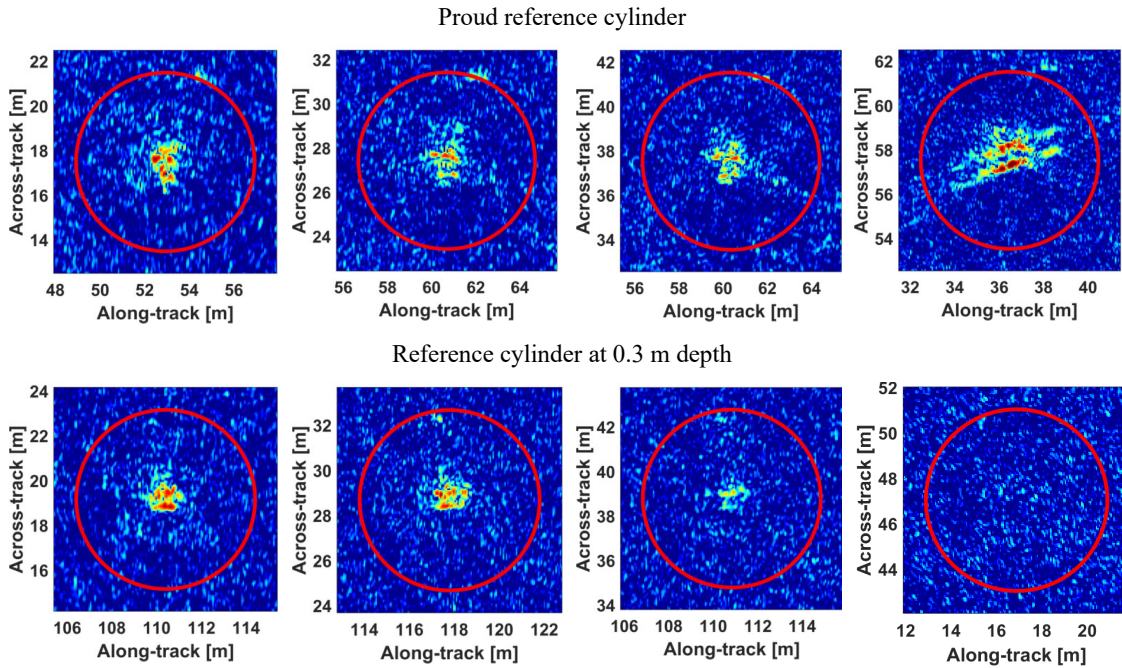 Proud reference cylinder
Across-track [m]
22
20
18
16
14
48 50 52 54 56
Along-track [m]
Across-track [m]
32
30
28
26
24
56 58 60 62 64
Along-track [m]
Across-track [m]
42
40
38
36
34
56 58 60 62 64
Along-track [m]
Across-track [m]
62
60
58
56
54
32 34 36 38 40
Along-track [m]
Reference cylinder at 0.3 m depth
Across-track [m]
24
22
20
18
16
106 108 110 112 114
Along-track [m]
Across-track [m]
32
30
28
26
24
114 116 118 120 122
Along-track [m]
Across-track [m]
42
40
38
36
34
106 108 110 112 114
Along-track [m]
Across-track [m]
52
50
48
46
44
12 14 16 18 20
Along-track [m]